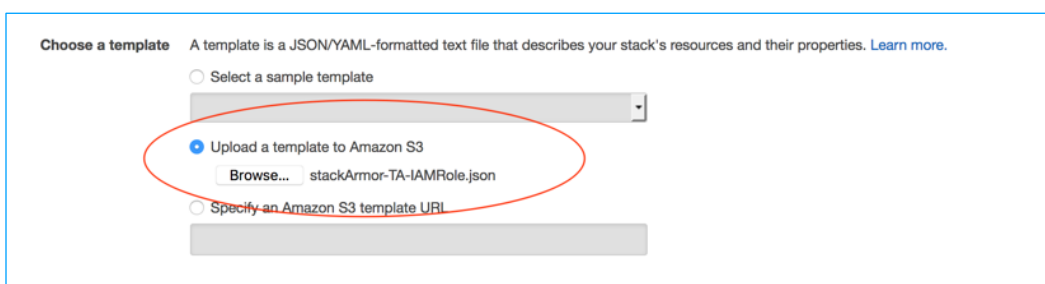 Choose a template A template is a JSON/YAML-formatted text file that describes your stack's resources and their properties. Learn more.
Select a sample template
Upload a template to Amazon S3
Browse... stackArmor-TA-IAMRole.json
Specify an Amazon S3 template URL